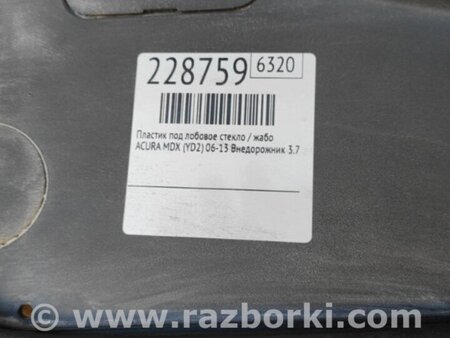 228759 6320
Пластик под лобовое стекло / жабо
ACURA MDX (YD2) 06-13 Внедорожник 3.7
www.razborki.com